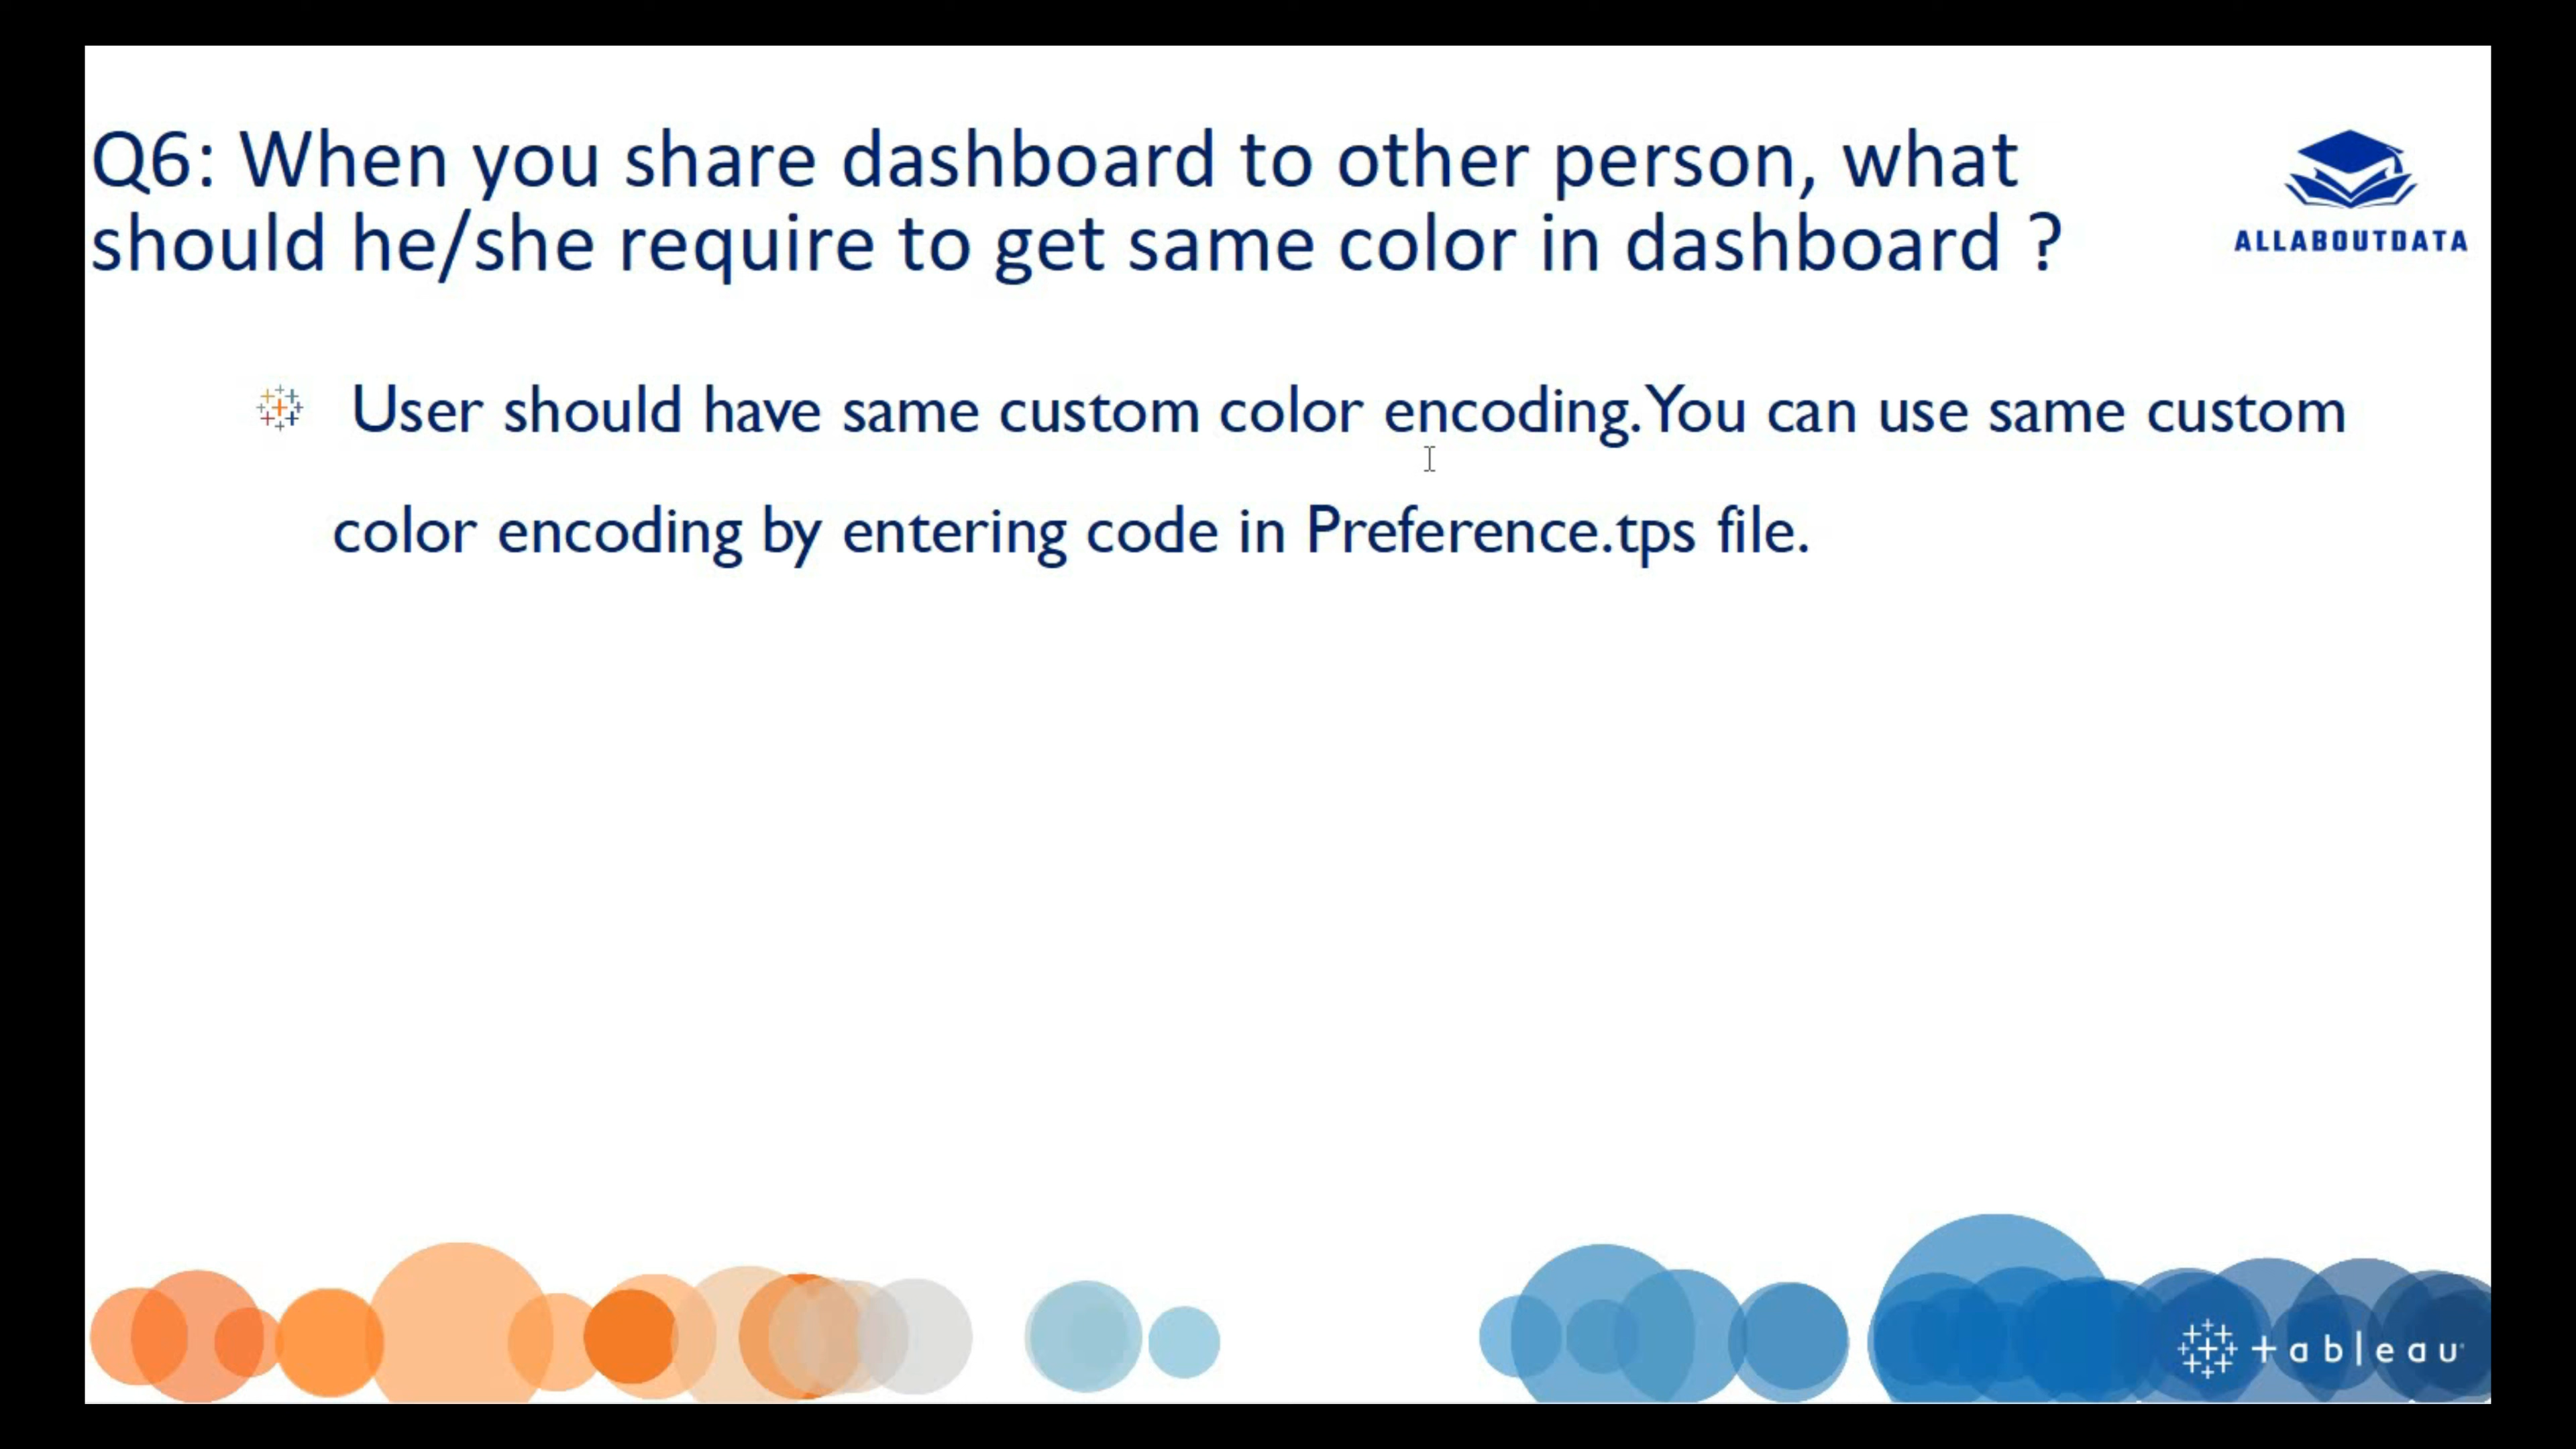 Q6: When you share dashboard to other person, what
should he/she require to get same color in dashboard ?
ALLABOUTDATA
User should have same custom color encoding. You can use same custom
color encoding by entering code in Preference.tps file.
+ableau